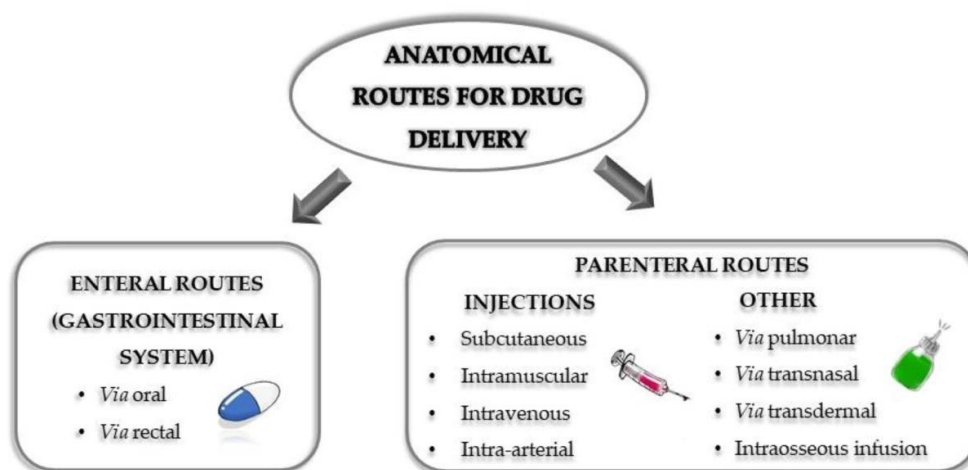 ANATOMICAL
ROUTES FOR DRUG
DELIVERY
ENTERAL ROUTES
(GASTROINTESTINAL
SYSTEM)
• Via oral
• Via rectal
PARENTERAL ROUTES
INJECTIONS
• Subcutaneous
• Intramuscular
• Intravenous
• Intra-arterial
OTHER
• Via pulmonar
• Via transnasal
• Via transdermal
• Intraosseous infusion